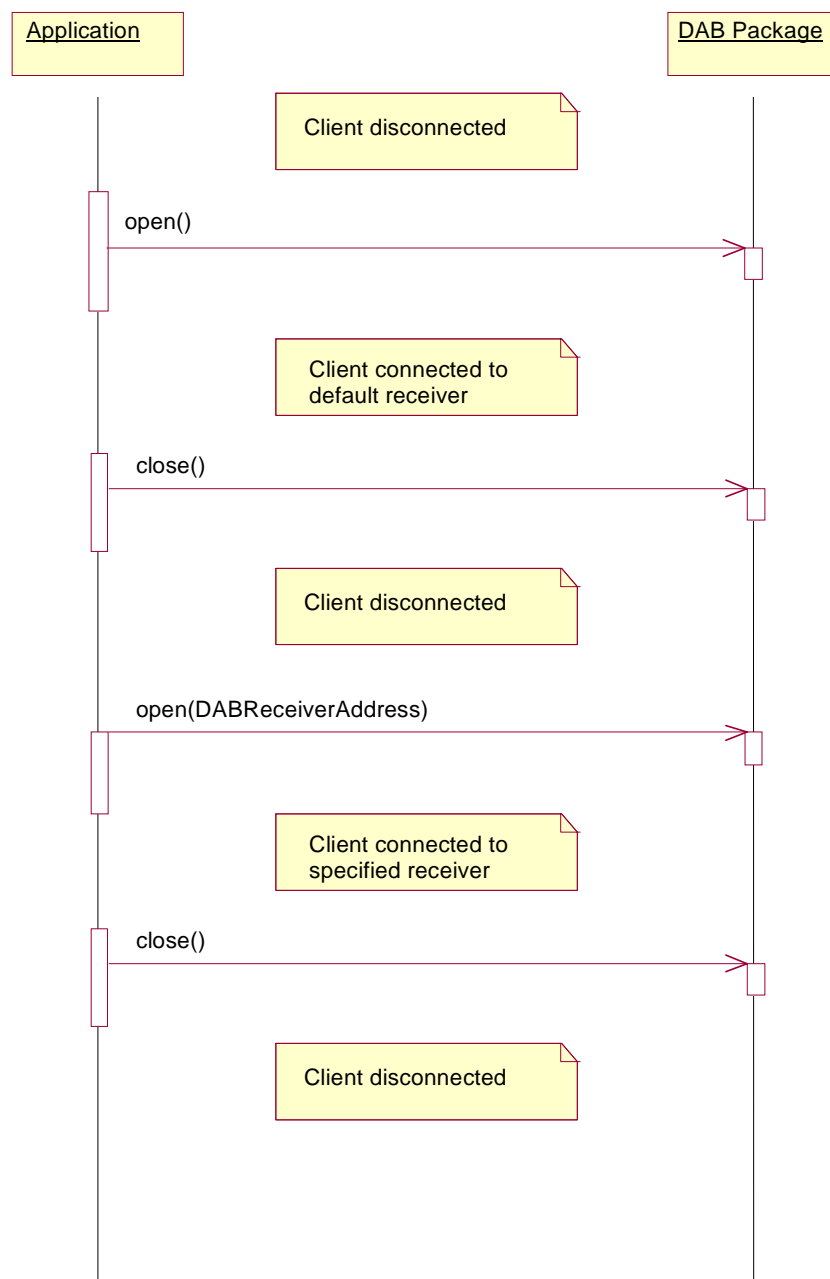 Application
DAB Package
Client disconnected
open()
Client connected to
default receiver
close()
Client disconnected
open(DABReceiverAddress)
Client connected to
specified receiver
close()
Client disconnected